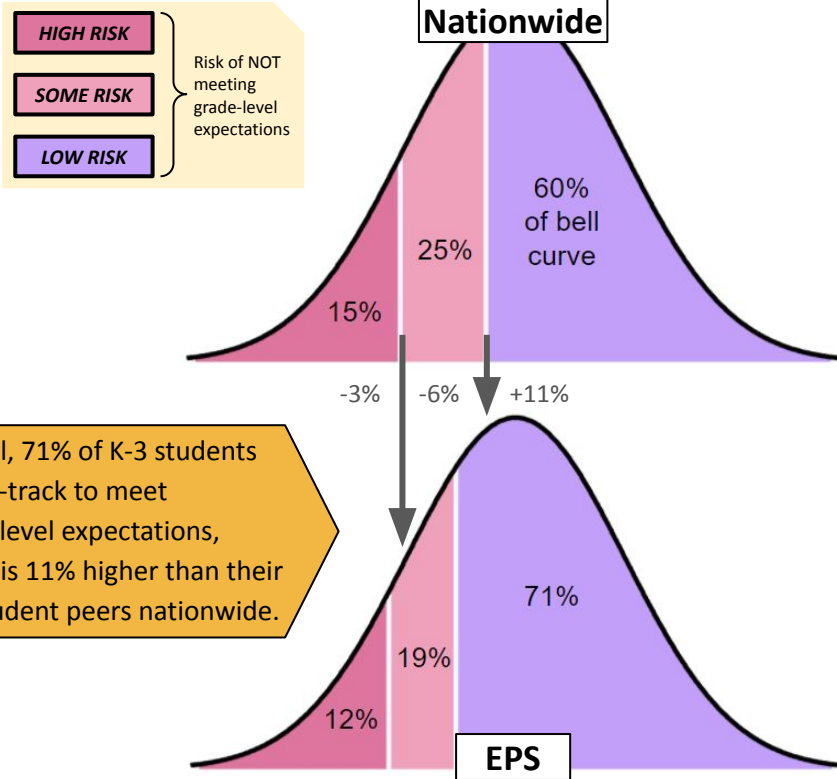 HIGH RISK
SOME RISK
LOW RISK
Risk of NOT
meeting
grade-level
expectations
Nationwide
15%
25%
60%
of bell
curve
-3%
-6%
+11%
71% of K-3 students
-track to meet
level expectations,
is 11% higher than their
peers nationwide.
12%
19%
71%
EPS